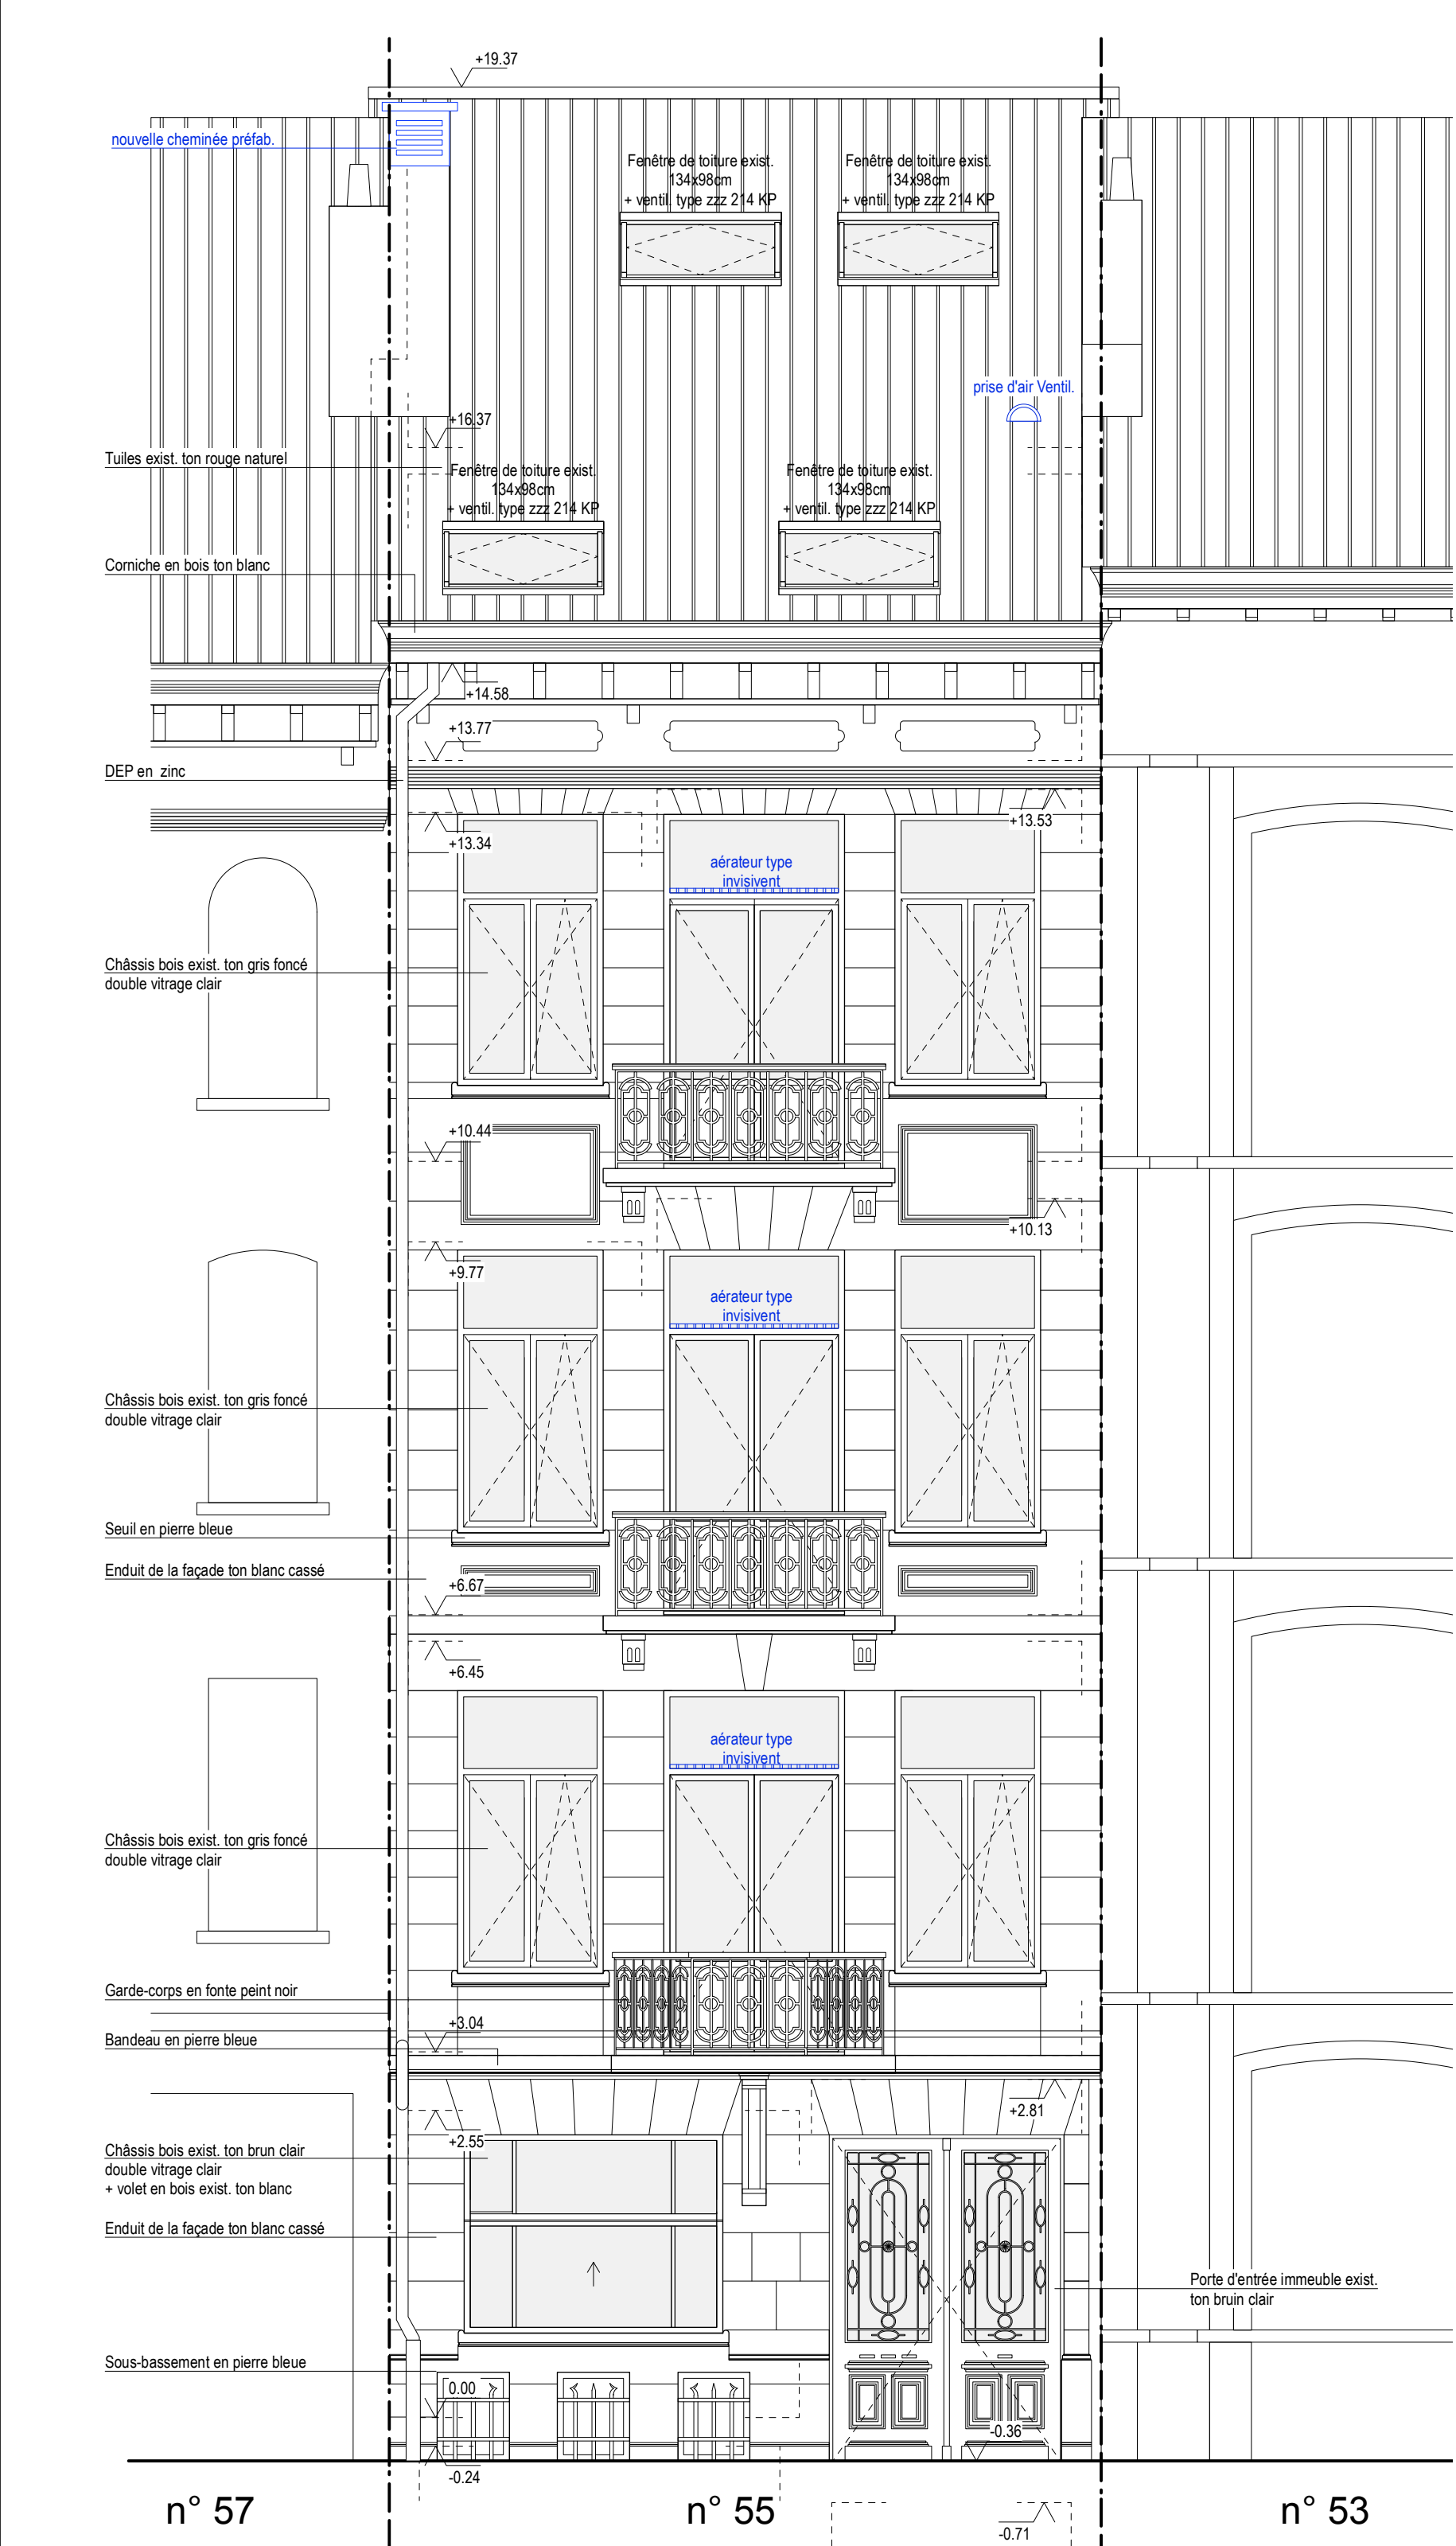 +19.37
nouvelle cheminée préfab.
Fenêtre de toiture exist.
134x98cm
+ ventil. type zzz 214 KP
Fenêtre de toiture exist.
134x98cm
+ ventil. type zzz 214 KP
prise d'air Ventil.
+16.37
Tuiles exist. ton rouge naturel
Fenêtre de toiture exist.
134x98cm
+ ventil. type zzz 214 KP
Fenêtre de toiture exist.
134x98cm
+ ventil. type zzz 214 KP
Corniche en bois ton blanc
+14.58
+13.77
DEP en zinc
+13.53
+13.34
aérateur type
invisivent
Châssis bois exist. ton gris foncé
double vitrage clair
+10.44
+10.13
+9.77
aérateur type
invisivent
Châssis bois exist. ton gris foncé
double vitrage clair
Seuil en pierre bleue
Enduit de la façade ton blanc cassé
+6.67
+6.45
aérateur type
invisivent
Châssis bois exist. ton gris foncé
double vitrage clair
Garde-corps en fonte peint noir
+3.04
Bandeau en pierre bleue
+2.81
+2.55
Châssis bois exist. ton brun clair
double vitrage clair
+ volet en bois exist. ton blanc
Enduit de la façade ton blanc cassé
Porte d'entrée immeuble exist.
ton bruin clair
Sous-bassement en pierre bleue
0.00
-0.36
-0.24
n° 57
n° 55
n° 53
-0.71